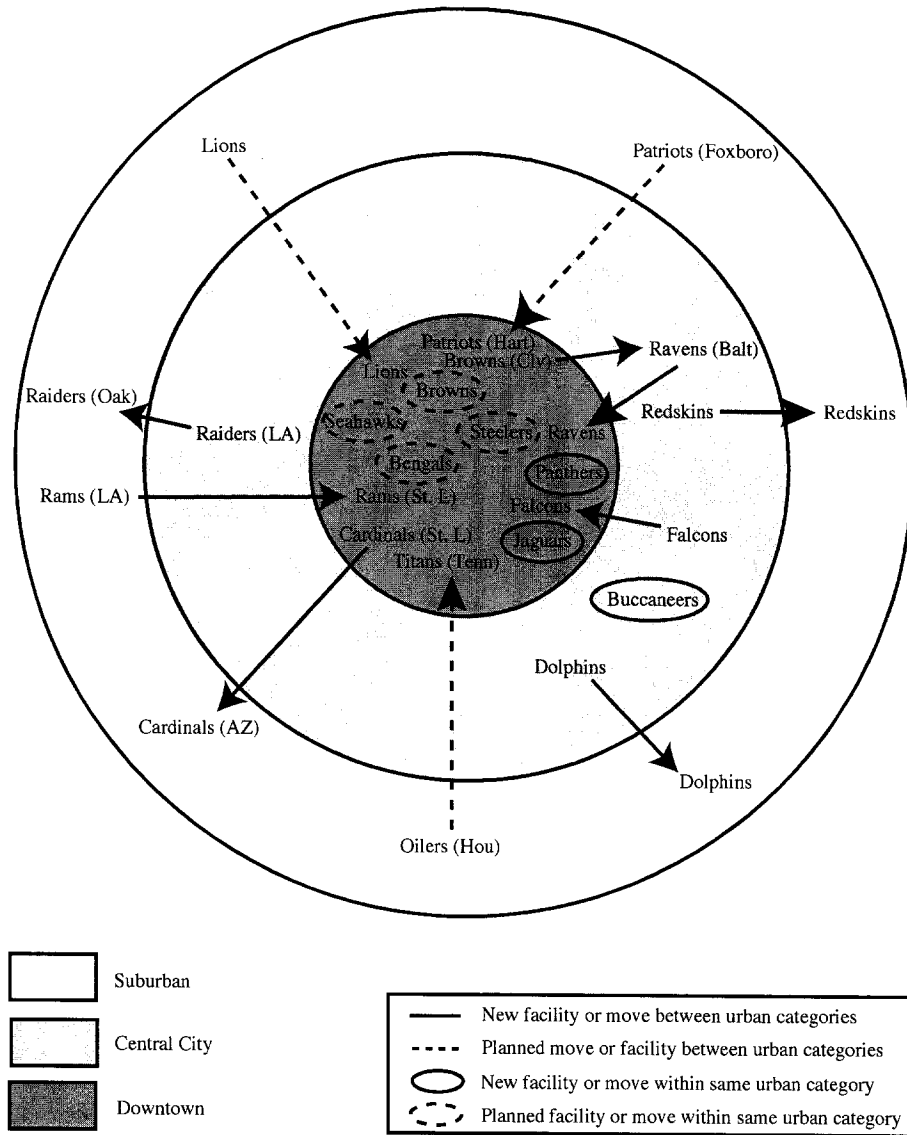 Lions
Patriots (Foxboro)
Patriots (Hart)
Browns (Clv)
Ravens (Balt)
Lions
Browns
Raiders (Oak)
Redskins
Redskins
Seahawks
Steelers
Ravens
Raiders (LA)
Bengals
Panthers
Rams (LA)
Rams (St. L)
Falcons
Falcons
Cardinals (St. L)
Jaguars
Titans (Tenn)
Buccaneers
Dolphins
Cardinals (AZ)
Dolphins
Oilers (Hou)
Suburban
Central City
Downtown
New facility or move between urban categories
Planned move or facility between urban categories
New facility or move within same urban category
Planned facility or move within same urban category